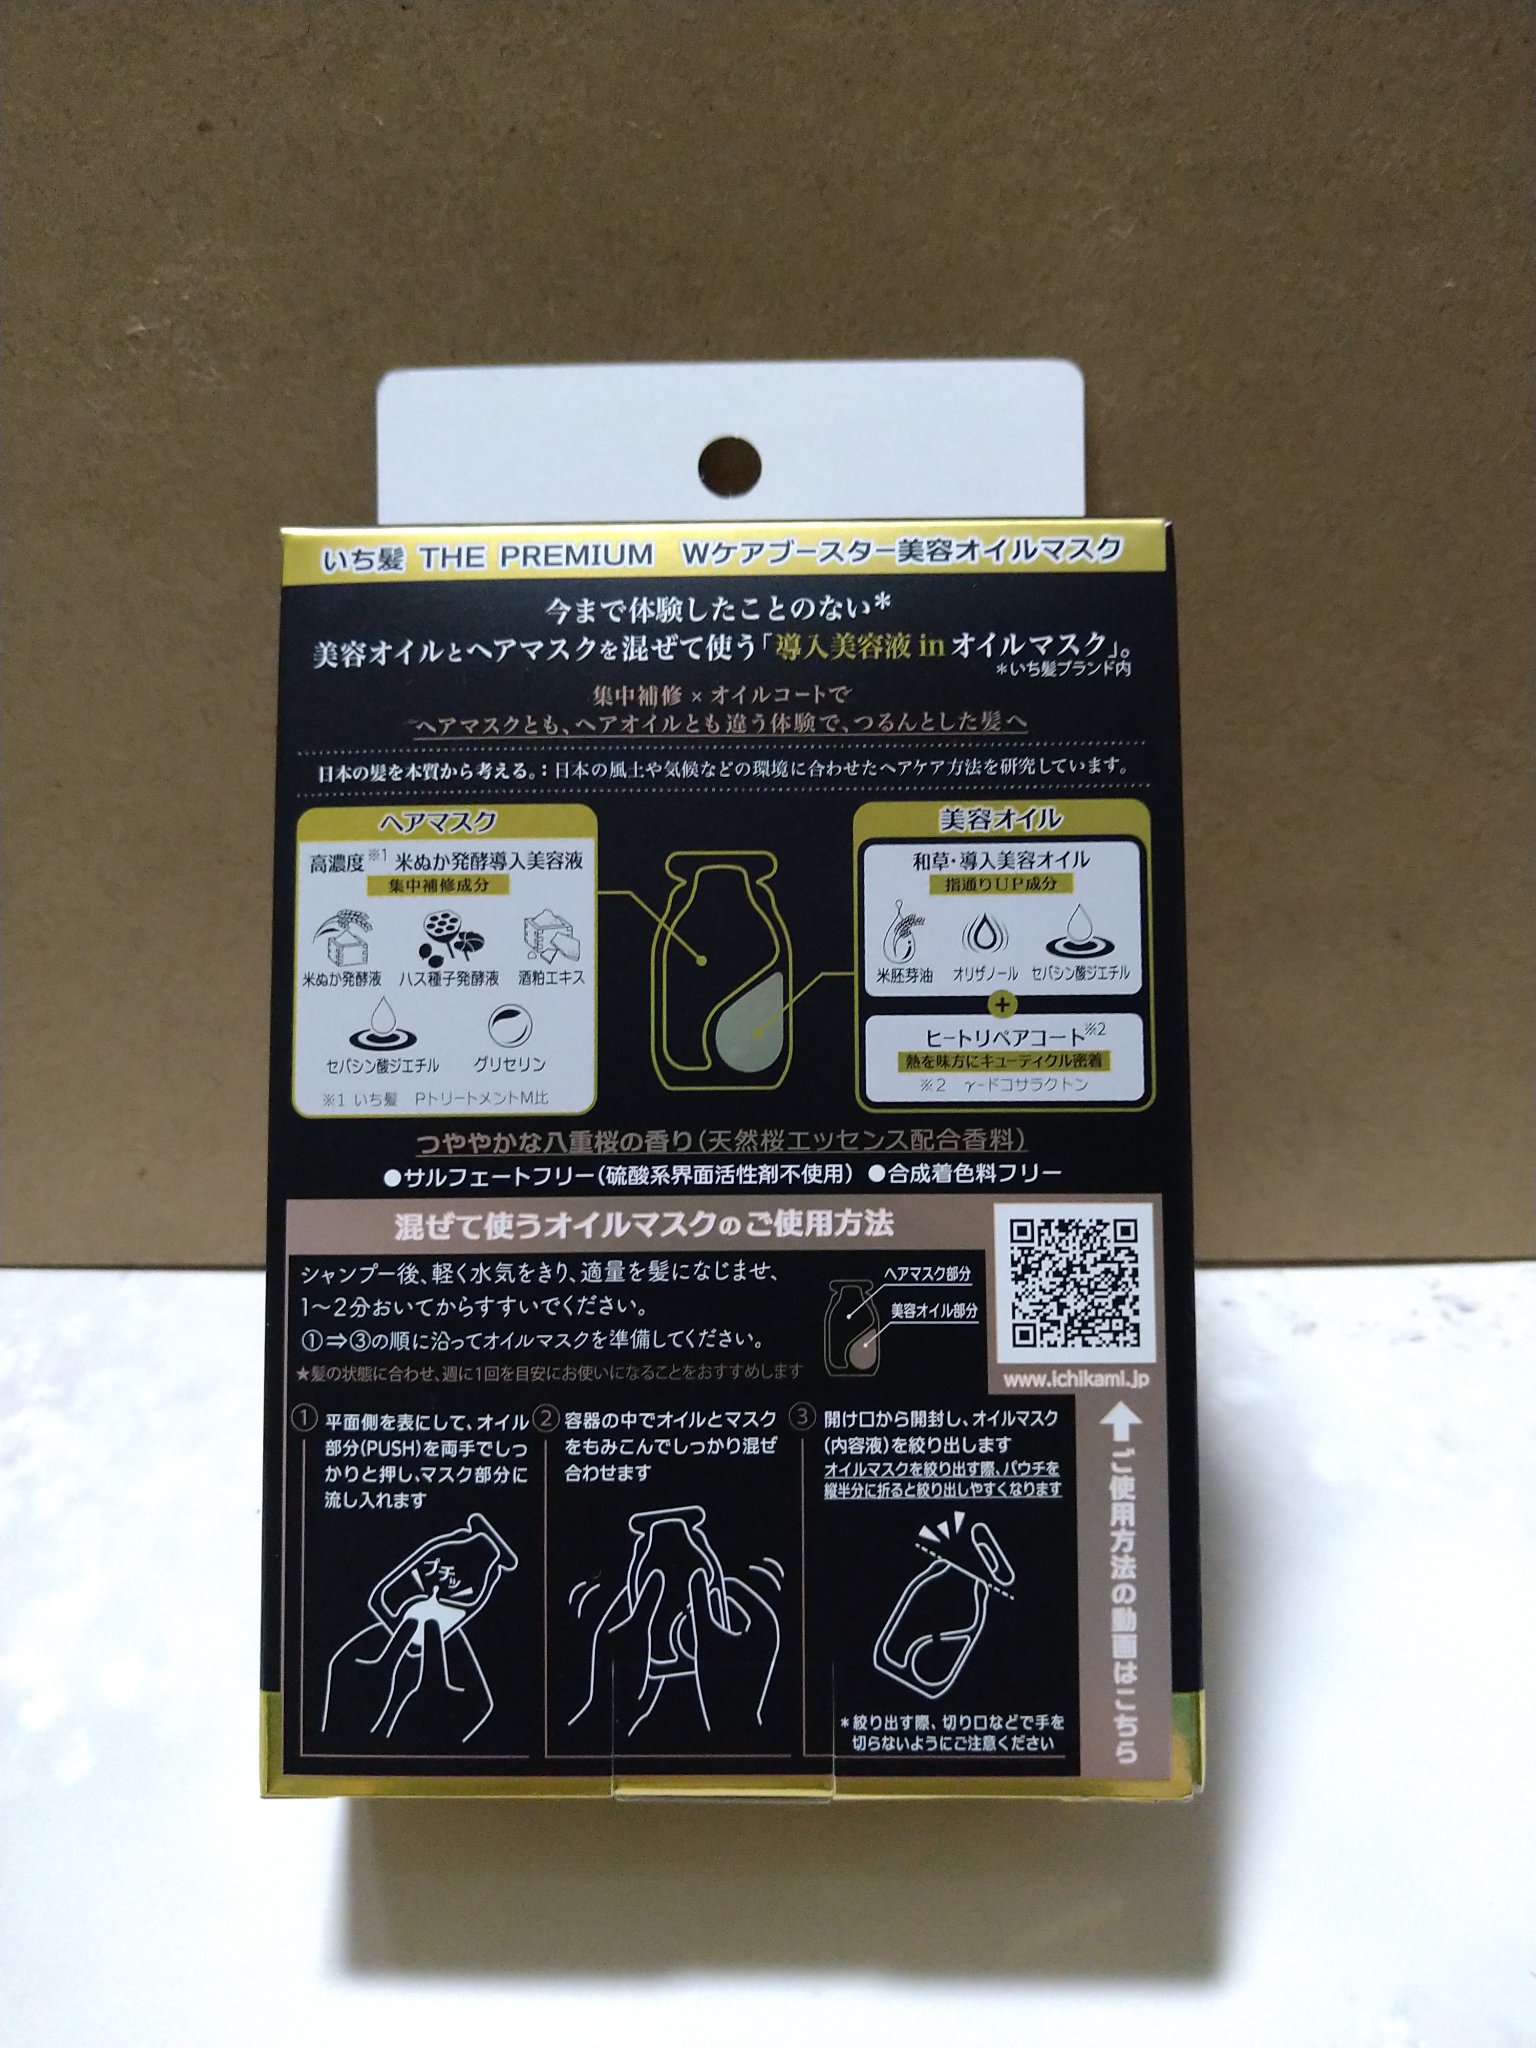 いち髪 THE PREMIUM Wケアブースター美容オイルマスク
今まで体験したことのない*
美容オイルとヘアマスクを混ぜて使う「導入美容液 in オイルマスク」。
*いち髪ブランド内
集中補修 × オイルコートで
ヘアマスクとも、ヘアオイルとも違う体験で、つるんとした髪へ
日本の髪を本質から考える。：日本の風土や気候などの環境に合わせたヘアケア方法を研究しています。
ヘアマスク
高濃度※1 米ぬか発酵導入美容液
集中補修成分
米ぬか発酵液 ハス種子発酵液 酒粕エキス
セバシン酸ジエチル グリセリン
※1 いち髪 PトリートメントM比
美容オイル
和草・導入美容オイル
指通りUP成分
米胚芽油 オリザノール セバシン酸ジエチル
+
ヒートリペアコート※2
熱を味方にキューティクル密着
※2 γ-ドコサラクトン
つややかな八重桜の香り（天然桜エッセンス配合香料）
●サルフェートフリー（硫酸系界面活性剤不使用） ●合成着色料フリー
混ぜて使うオイルマスクのご使用方法
シャンプー後、軽く水気をきり、適量を髪になじませ、
1〜2分おいてからすすいでください。
①⇒③の順に沿ってオイルマスクを準備してください。
★髪の状態に合わせ、週に1回を目安にお使いになることをおすすめします
ヘアマスク部分
美容オイル部分
www.ichikami.jp
ご使用方法の動画はこちら
① 平面側を表にして、オイル
部分(PUSH)を両手でしっ
かりと押し、マスク部分に
流し入れます
プチッ
② 容器の中でオイルとマスク
をもみこんでしっかり混ぜ
合わせます
③ 開け口から開封し、オイルマスク
(内容液)を絞り出します
オイルマスクを絞り出す際、パウチを
縦半分に折ると絞り出しやすくなります
*絞り出す際、切り口などで手を
切らないようにご注意ください